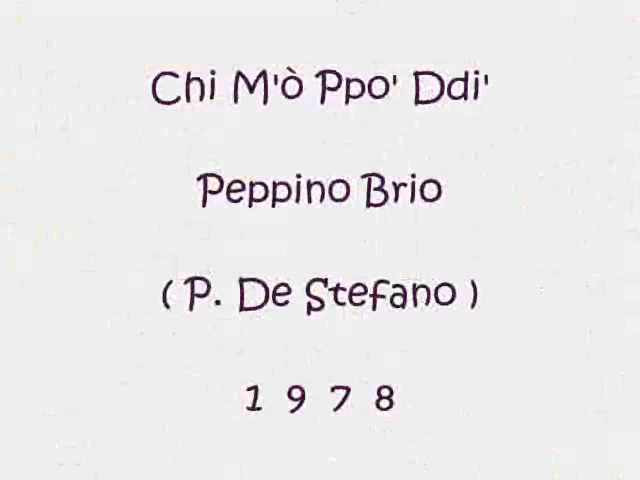 Chi M'ò Ppo' Ddi'
Peppino Brio
( P. De Stefano )
1 9 7 8